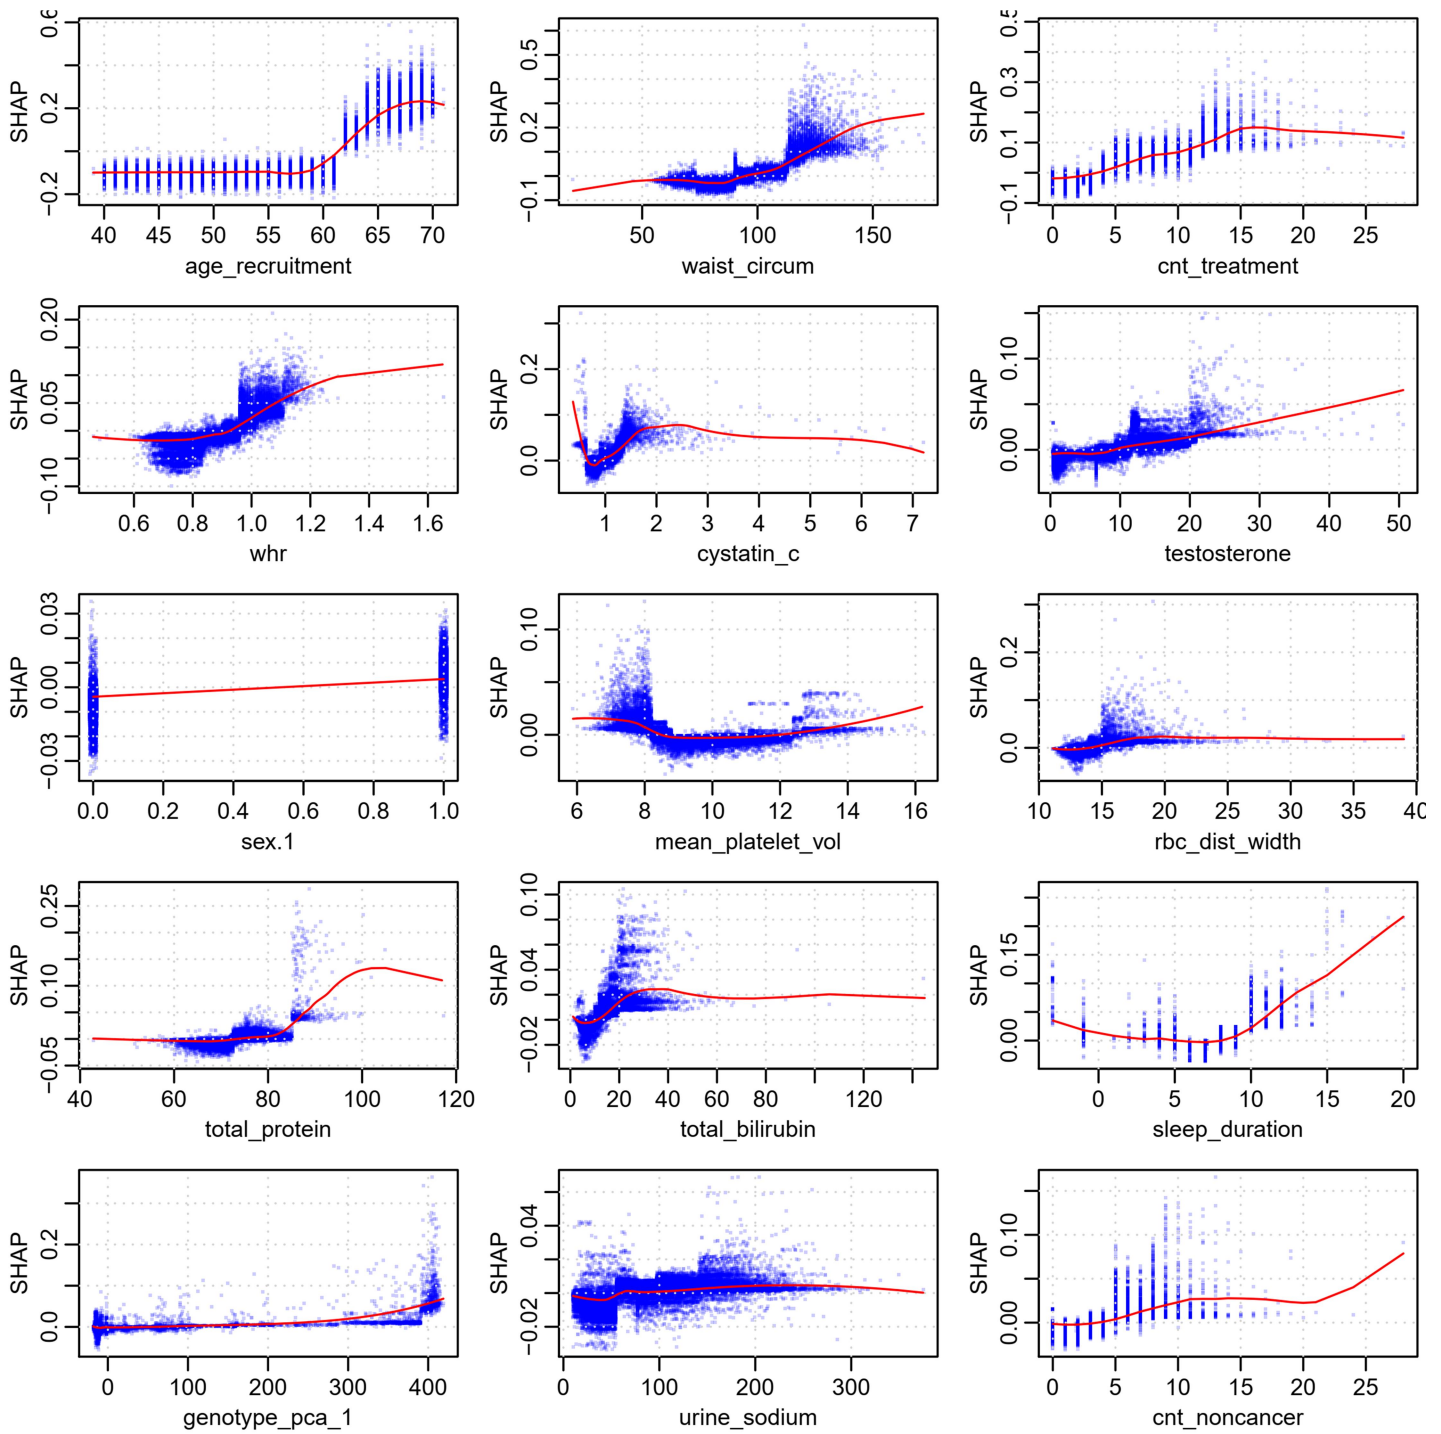 SHAP
−0.2 0.2 0.6
40 45 50 55 60 65 70
age_recruitment
SHAP
−0.1 0.2 0.5
50 100 150
waist_circum
SHAP
−0.1 0.1 0.3 0.5
0 5 10 15 20 25
cnt_treatment
SHAP
−0.10 0.05 0.20
0.6 0.8 1.0 1.2 1.4 1.6
whr
SHAP
0.0 0.2
1 2 3 4 5 6 7
cystatin_c
SHAP
0.00 0.10
0 10 20 30 40 50
testosterone
SHAP
−0.03 0.00 0.03
0.0 0.2 0.4 0.6 0.8 1.0
sex.1
SHAP
0.00 0.10
6 8 10 12 14 16
mean_platelet_vol
SHAP
0.0 0.2
10 15 20 25 30 35 40
rbc_dist_width
SHAP
−0.05 0.10 0.25
40 60 80 100 120
total_protein
SHAP
−0.02 0.04 0.10
0 20 40 60 80 120
total_bilirubin
SHAP
0.00 0.15
0 5 10 15 20
sleep_duration
SHAP
0.0 0.2
0 100 200 300 400
genotype_pca_1
SHAP
−0.02 0.04
0 100 200 300
urine_sodium
SHAP
0.00 0.10
0 5 10 15 20 25
cnt_noncancer